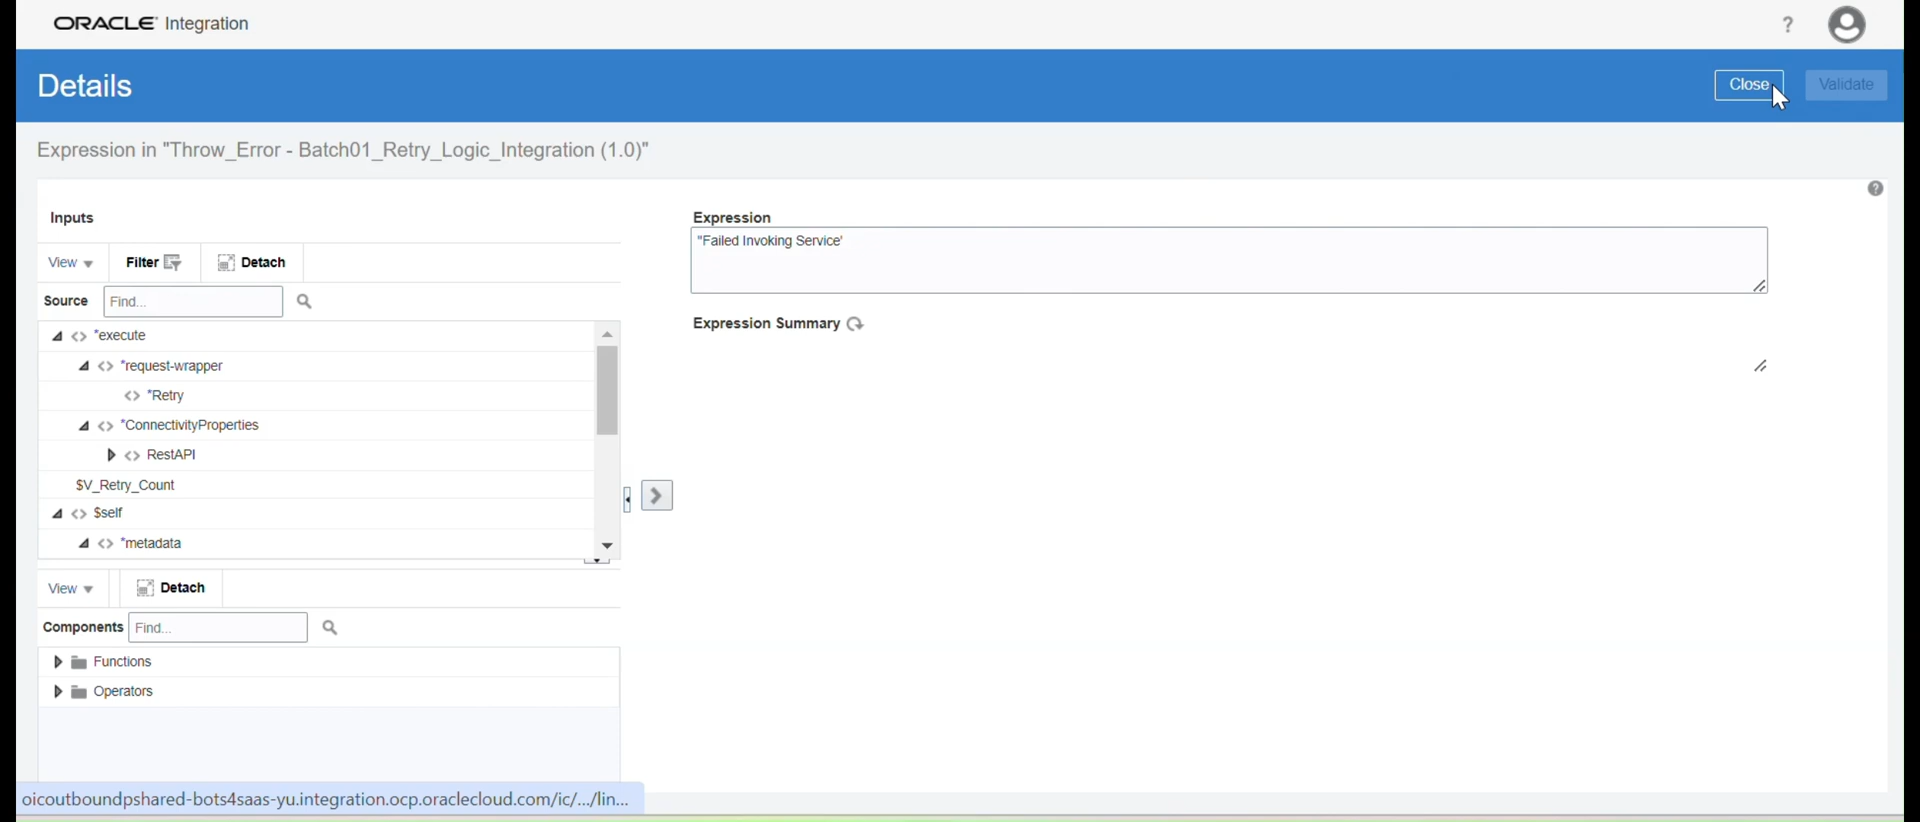 ORACLE Integration
?
Details
Close
Validate
Expression in "Throw_Error - Batch01_Retry_Logic_Integration (1.0)"
?
Inputs
View
Filter
Detach
Source
Find...
<> *execute
<> *request-wrapper
<> *Retry
<> *ConnectivityProperties
<> RestAPI
$V_Retry_Count
<> $self
<> *metadata
Expression
"Failed Invoking Service'
Expression Summary
View
Detach
Components
Find...
Functions
Operators
oicoutboundpshared-bots4saas-yu.integration.ocp.oraclecloud.com/ic/.../lin...